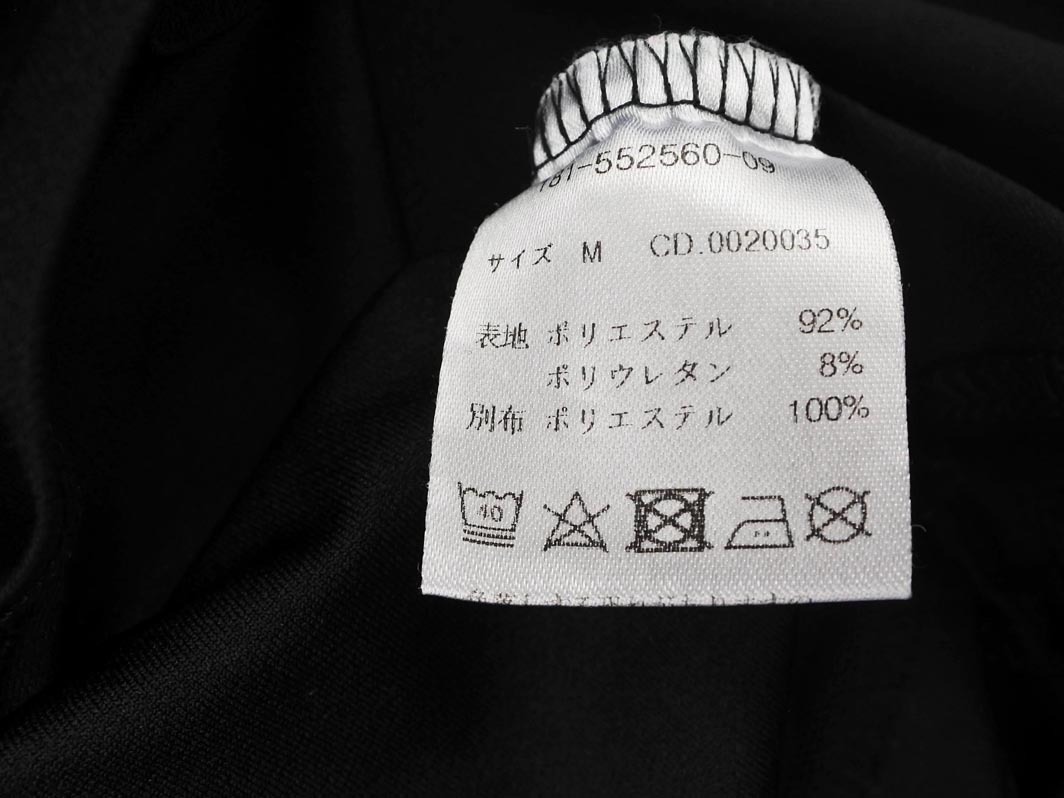 181-552560-09
サイズ M CD.0020035
表地 ポリエステル 92%
ポリウレタン 8%
別布 ポリエステル 100%
40